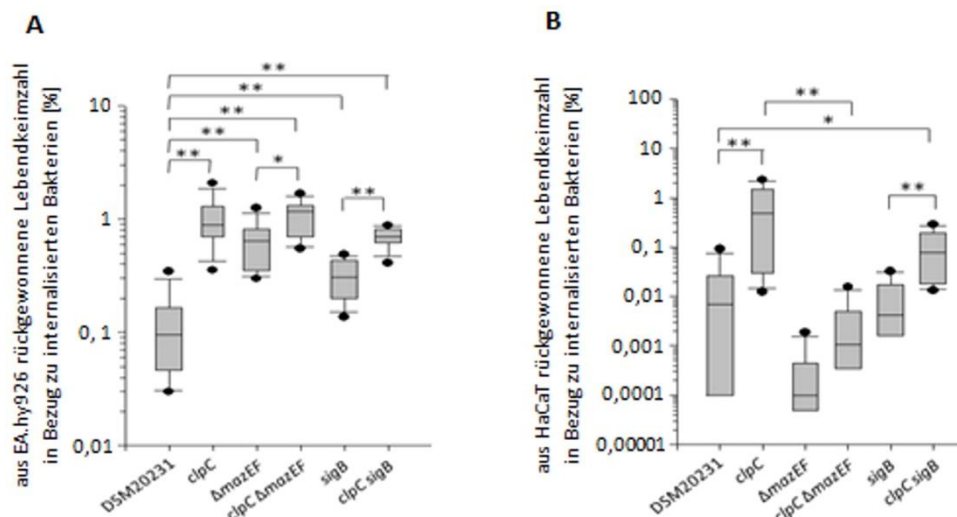 A
aus EA.hy926 rückgewonnene Lebendkeimzahl
in Bezug zu internalisierten Bakterien [%]
10
1
0,1
0,01
**
**
**
**
**
*
**
DSM20231
clpC
ΔmazEF
clpC ΔmazEF
sigB
clpC sigB
B
aus HaCaT rückgewonnene Lebendkeimzahl
in Bezug zu internalisierten Bakterien [%]
100
10
1
0,1
0,01
0,001
0,0001
0,00001
**
*
**
**
DSM20231
clpC
ΔmazEF
clpC ΔmazEF
sigB
clpC sigB